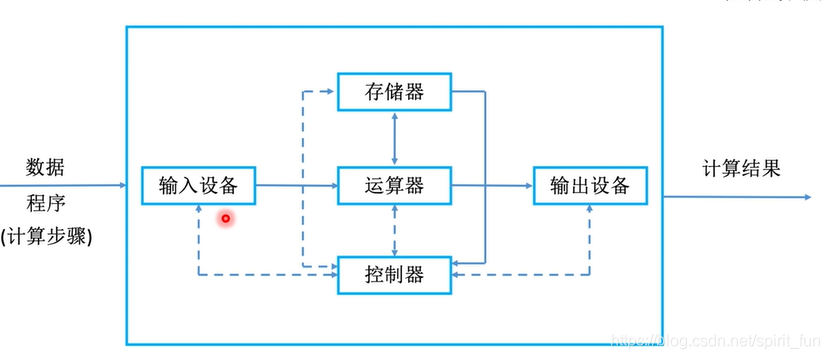 存储器
数据
输入设备
运算器
输出设备
计算结果
程序
(计算步骤)
控制器
https://blog.csdn.net/spirit_fun